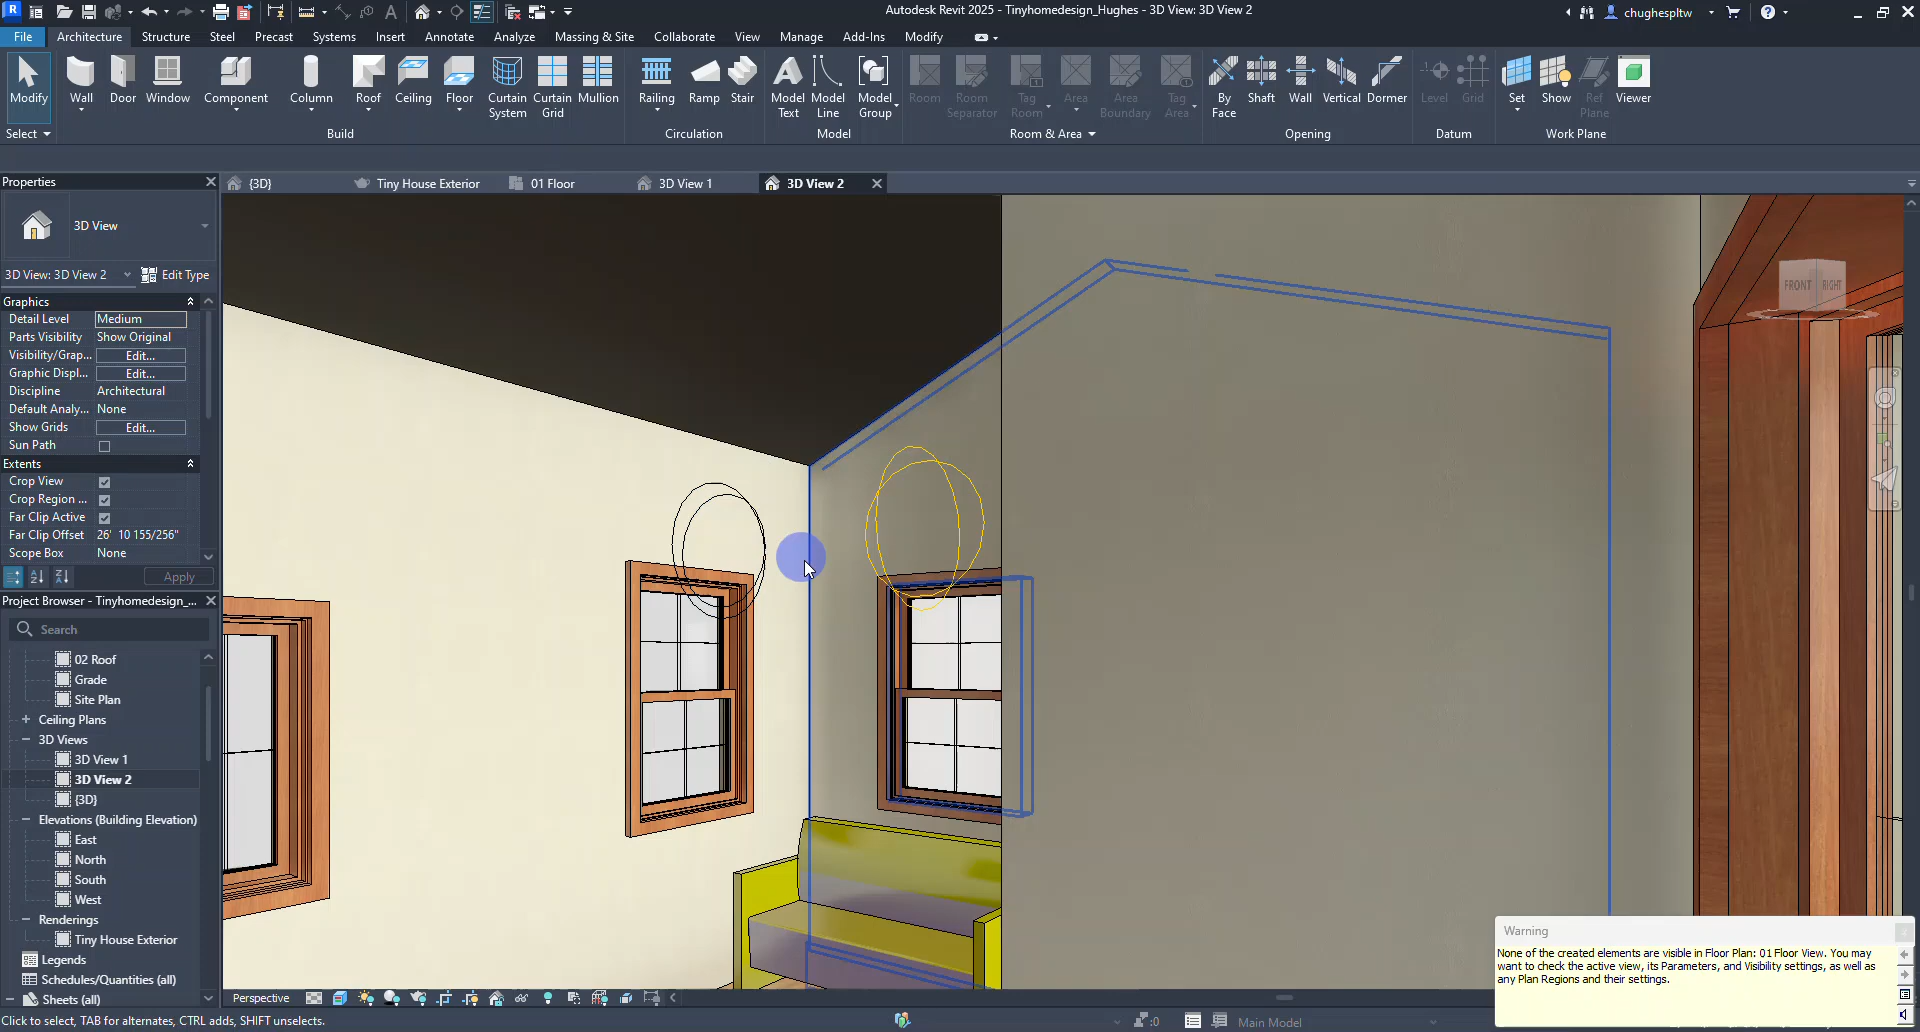 Autodesk Revit 2025 - Tinyhomedesign_Hughes - 3D View: 3D View 2
chughespltw
File
Architecture
Structure
Steel
Precast
Systems
Insert
Annotate
Analyze
Massing & Site
Collaborate
View
Manage
Add-Ins
Modify
Modify
Wall
Door
Window
Component
Column
Roof
Ceiling
Floor
Curtain System
Curtain Grid
Mullion
Railing
Ramp
Stair
Model Text
Model Line
Model Group
Room
Room Separator
Tag Room
Area
Area Boundary
Tag Area
By Face
Shaft
Wall
Vertical
Dormer
Level
Grid
Set
Show
Ref Plane
Viewer
Select
Build
Circulation
Model
Room & Area
Opening
Datum
Work Plane
Properties
{3D}
Tiny House Exterior
01 Floor
3D View 1
3D View 2
3D View
3D View: 3D View 2
Edit Type
Graphics
Detail Level Medium
Parts Visibility Show Original
Visibility/Grap... Edit...
Graphic Displ... Edit...
Discipline Architectural
Default Analy... None
Show Grids Edit...
Sun Path
Extents
Crop View
Crop Region ...
Far Clip Active
Far Clip Offset 26' 10 155/256"
Scope Box None
Apply
Project Browser - Tinyhomedesign_...
Search
02 Roof
Grade
Site Plan
Ceiling Plans
3D Views
3D View 1
3D View 2
{3D}
Elevations (Building Elevation)
East
North
South
West
Renderings
Tiny House Exterior
Legends
Schedules/Quantities (all)
Sheets (all)
FRONT
RIGHT
Warning
None of the created elements are visible in Floor Plan: 01 Floor View. You may
want to check the active view, its Parameters, and Visibility settings, as well as
any Plan Regions and their settings.
Perspective
Click to select, TAB for alternates, CTRL adds, SHIFT unselects.
:0
Main Model